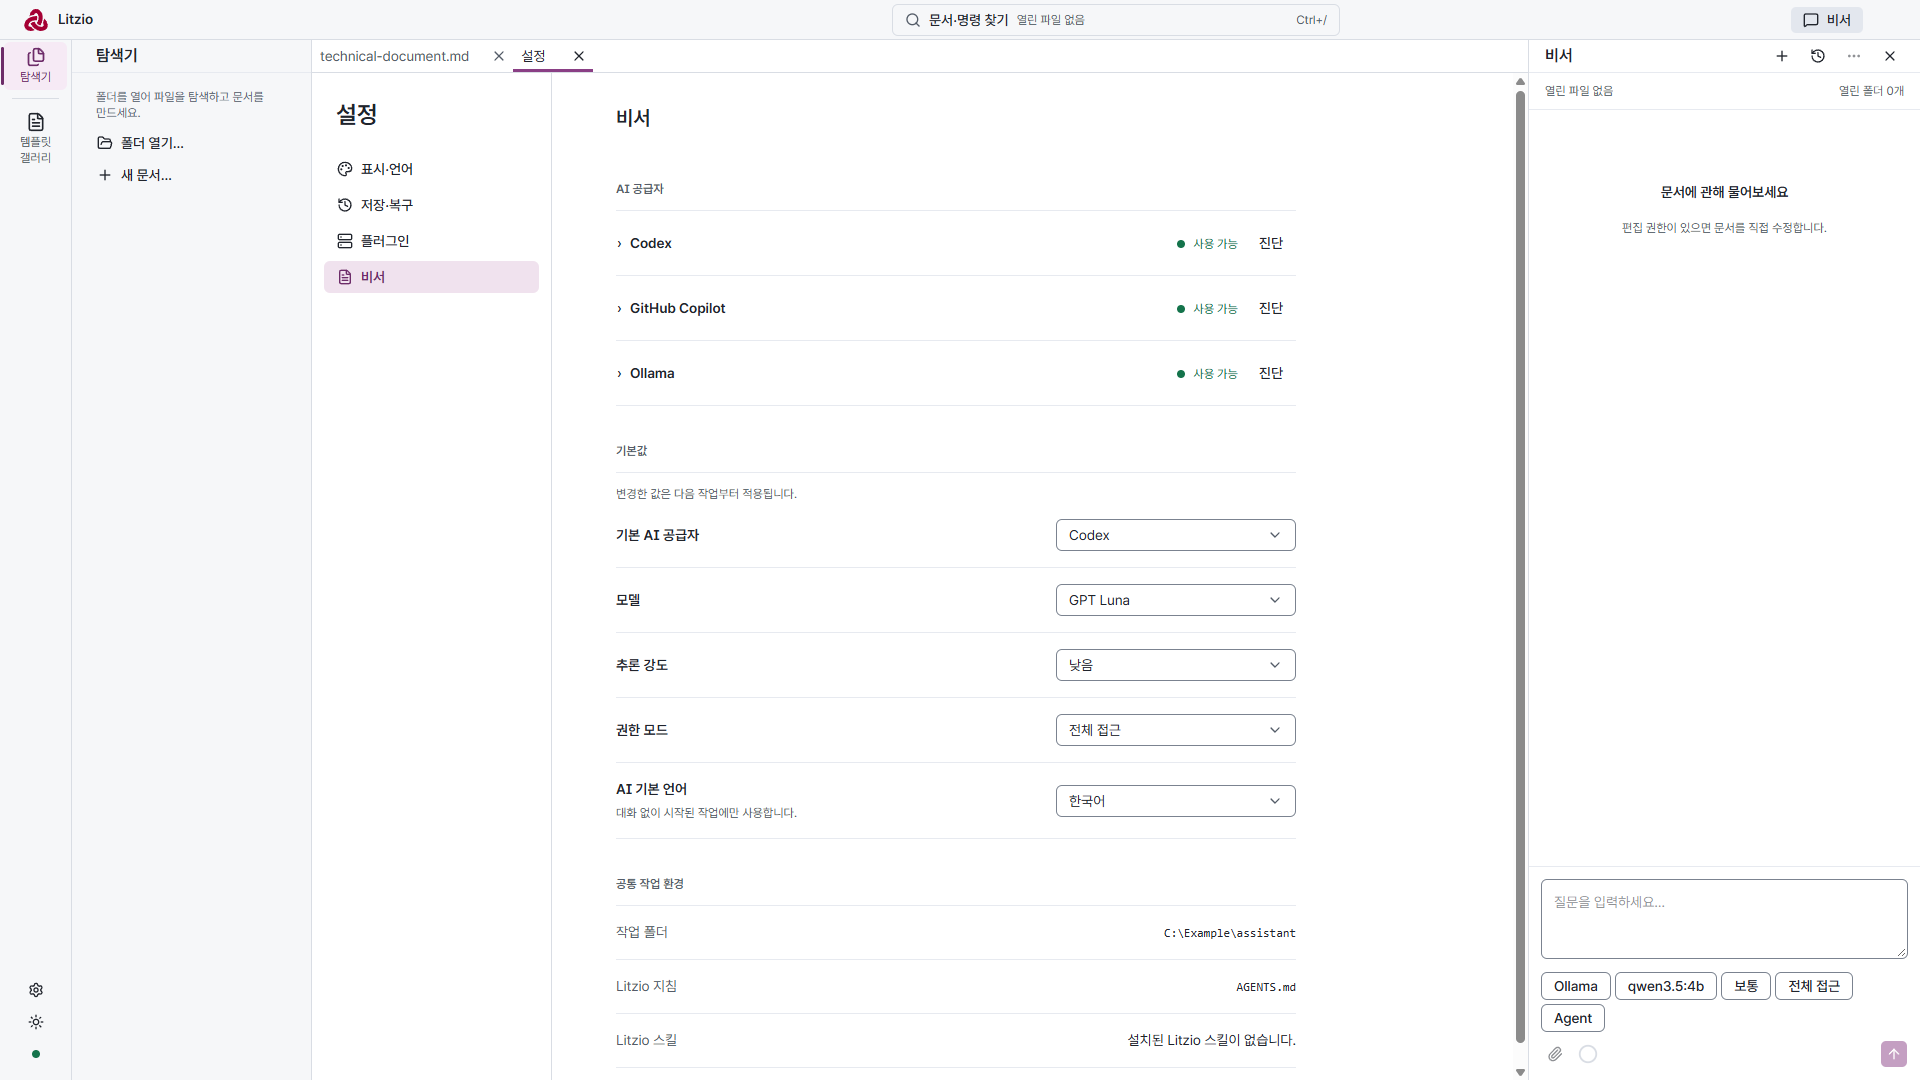 Litzio
문서·명령 찾기 열린 파일 없음 Ctrl+/
비서
탐색기
템플릿
갤러리
탐색기
폴더를 열어 파일을 탐색하고 문서를
만드세요.
폴더 열기...
새 문서...
technical-document.md
설정
설정
표시·언어
저장·복구
플러그인
비서
비서
AI 공급자
Codex 사용 가능 진단
GitHub Copilot 사용 가능 진단
Ollama 사용 가능 진단
기본값
변경한 값은 다음 작업부터 적용됩니다.
기본 AI 공급자 Codex
모델 GPT Luna
추론 강도 낮음
권한 모드 전체 접근
AI 기본 언어 한국어
대화 없이 시작된 작업에만 사용합니다.
공통 작업 환경
작업 폴더 C:\Example\assistant
Litzio 지침 AGENTS.md
Litzio 스킬 설치된 Litzio 스킬이 없습니다.
비서
열린 파일 없음 열린 폴더 0개
문서에 관해 물어보세요
편집 권한이 있으면 문서를 직접 수정합니다.
질문을 입력하세요...
Ollama qwen3.5:4b 보통 전체 접근
Agent